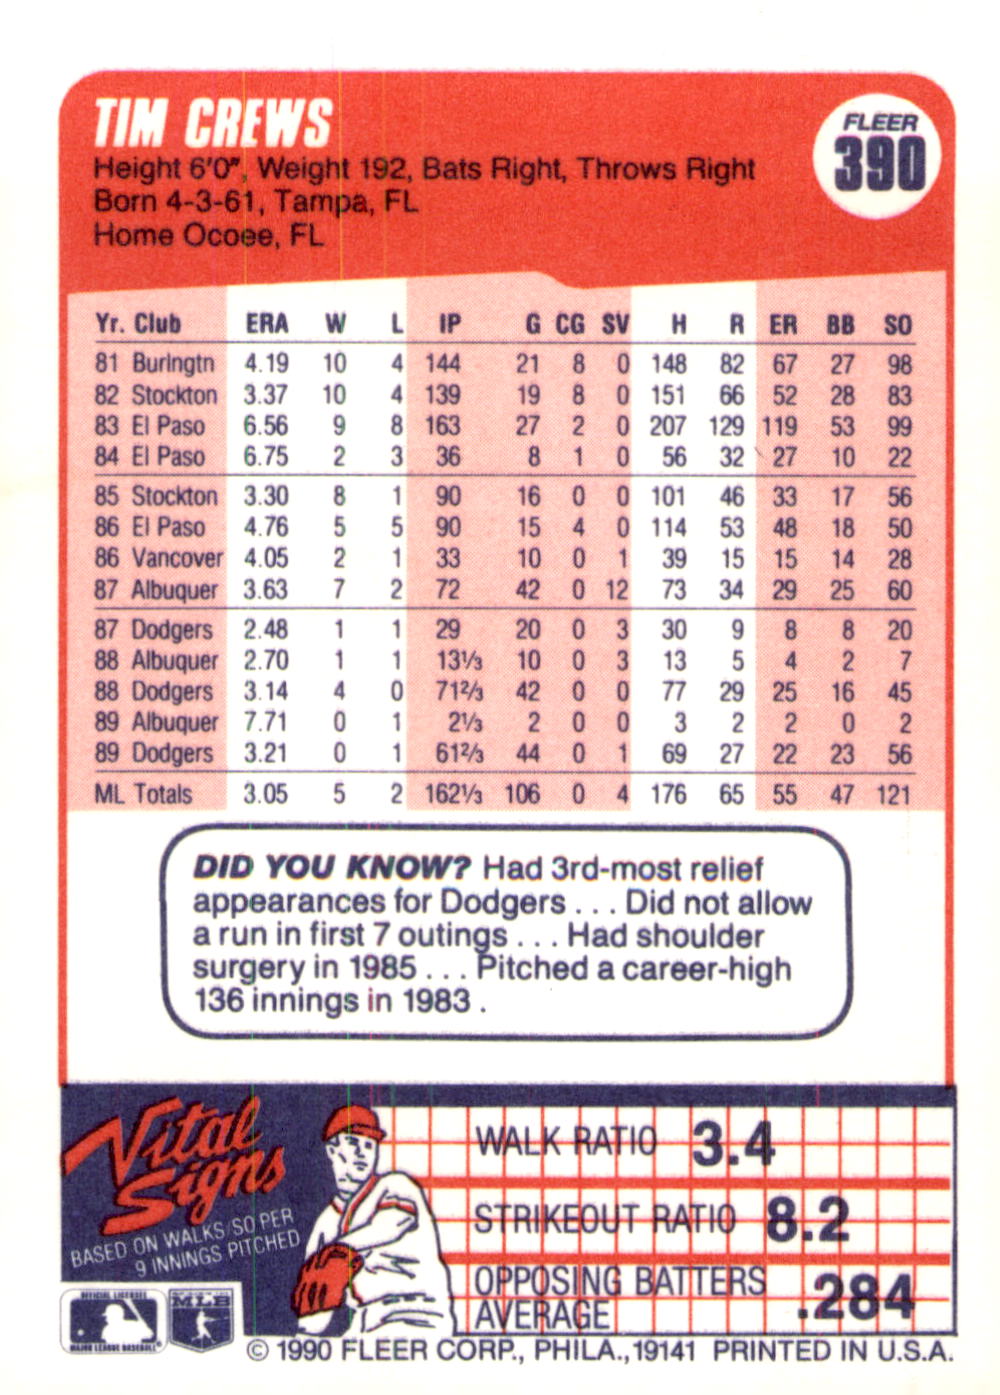 TIM CREWS
FLEER
390
Height 6'0", Weight 192, Bats Right, Throws Right
Born 4-3-61, Tampa, FL
Home Ocoee, FL
Yr. Club ERA W L IP G CG SV H R ER BB SO
81 Burlngtn 4.19 10 4 144 21 8 0 148 82 67 27 98
82 Stockton 3.37 10 4 139 19 8 0 151 66 52 28 83
83 El Paso 6.56 9 8 163 27 2 0 207 129 119 53 99
84 El Paso 6.75 2 3 36 8 1 0 56 32 27 10 22
85 Stockton 3.30 8 1 90 16 0 0 101 46 33 17 56
86 El Paso 4.76 5 5 90 15 4 0 114 53 48 18 50
86 Vancover 4.05 2 1 33 10 0 1 39 15 15 14 28
87 Albuquer 3.63 7 2 72 42 0 12 73 34 29 25 60
87 Dodgers 2.48 1 1 29 20 0 3 30 9 8 8 20
88 Albuquer 2.70 1 1 13⅓ 10 0 3 13 5 4 2 7
88 Dodgers 3.14 4 0 71⅔ 42 0 0 77 29 25 16 45
89 Albuquer 7.71 0 1 2⅓ 2 0 0 3 2 2 0 2
89 Dodgers 3.21 0 1 61⅔ 44 0 1 69 27 22 23 56
ML Totals 3.05 5 2 162⅓ 106 0 4 176 65 55 47 121
DID YOU KNOW? Had 3rd-most relief
appearances for Dodgers . . . Did not allow
a run in first 7 outings . . . Had shoulder
surgery in 1985 . . . Pitched a career-high
136 innings in 1983 .
Vital
Signs
BASED ON WALKS/SO PER
9 INNINGS PITCHED
WALK RATIO 3.4
STRIKEOUT RATIO 8.2
OPPOSING BATTERS
AVERAGE .284
OFFICIAL LICENSEE
MAJOR LEAGUE BASEBALL
MLB
© 1990 FLEER CORP., PHILA., 19141 PRINTED IN U.S.A.